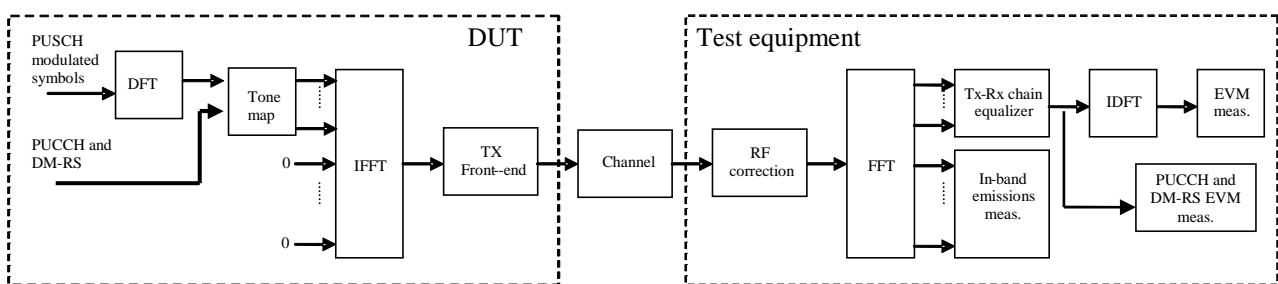 DUT
Test equipment
PUSCH
modulated
symbols
DFT
Tone
map
PUCCH and
DM-RS
0
0
IFFT
TX
Front--end
Channel
RF
correction
FFT
Tx-Rx chain
equalizer
IDFT
EVM
meas.
In-band
emissions
meas.
PUCCH and
DM-RS EVM
meas.